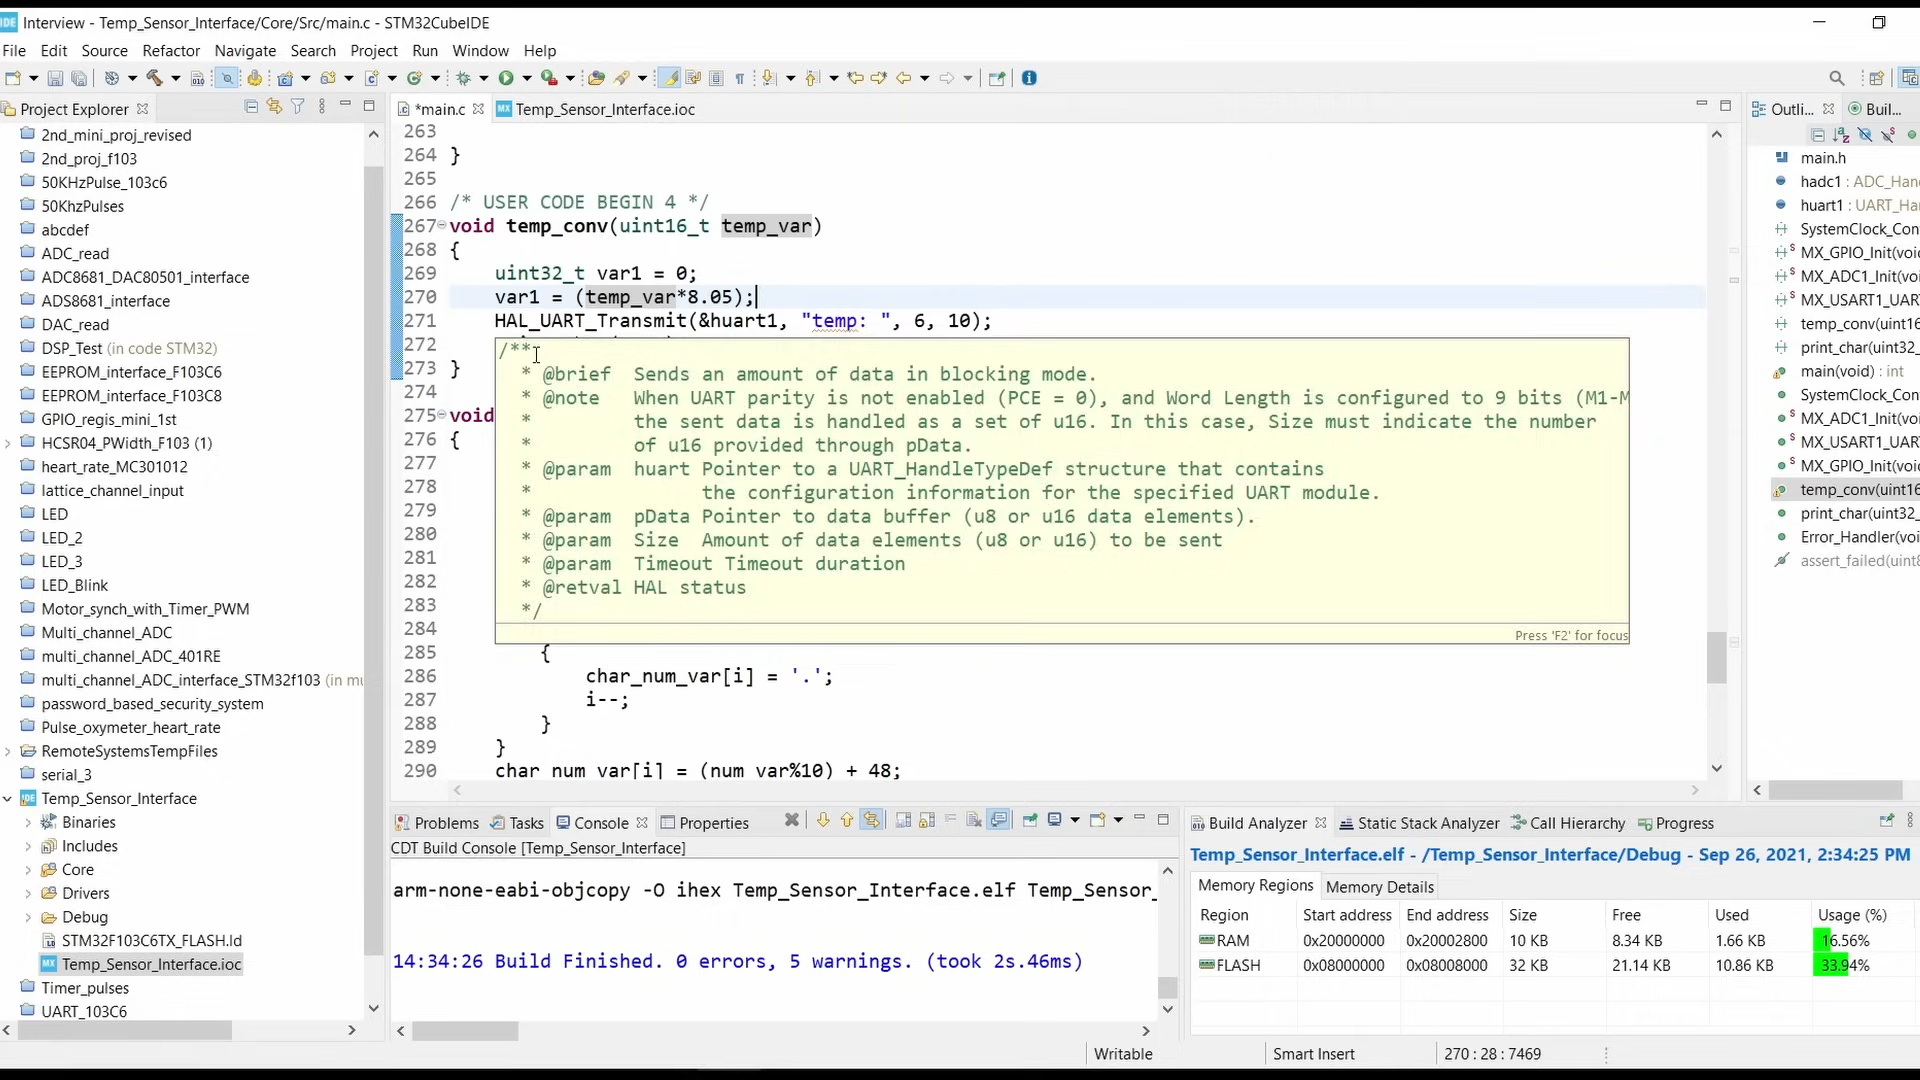 Interview - Temp_Sensor_Interface/Core/Src/main.c - STM32CubeIDE
File Edit Source Refactor Navigate Search Project Run Window Help
Project Explorer
2nd_mini_proj_revised
2nd_proj_f103
50KHzPulse_103c6
50KhzPulses
abcdef
ADC_read
ADC8681_DAC80501_interface
ADS8681_interface
DAC_read
DSP_Test (in code STM32)
EEPROM_interface_F103C6
EEPROM_interface_F103C8
GPIO_regis_mini_1st
HCSR04_PWidth_F103 (1)
heart_rate_MC301012
lattice_channel_input
LED
LED_2
LED_3
LED_Blink
Motor_synch_with_Timer_PWM
Multi_channel_ADC
multi_channel_ADC_401RE
multi_channel_ADC_interface_STM32f103 (in mu
password_based_security_system
Pulse_oxymeter_heart_rate
RemoteSystemsTempFiles
serial_3
Temp_Sensor_Interface
Binaries
Includes
Core
Drivers
Debug
STM32F103C6TX_FLASH.ld
Temp_Sensor_Interface.ioc
Timer_pulses
UART_103C6
*main.c Temp_Sensor_Interface.ioc
263
264 }
265
266 /* USER CODE BEGIN 4 */
267 void temp_conv(uint16_t temp_var)
268 {
269 uint32_t var1 = 0;
270 var1 = (temp_var*8.05);
271 HAL_UART_Transmit(&huart1, "temp: ", 6, 10);
272
273 }
274
275 void
276 {
277
278
279
280
281
282
283
284
/**
* @brief Sends an amount of data in blocking mode.
* @note When UART parity is not enabled (PCE = 0), and Word Length is configured to 9 bits (M1-M
* the sent data is handled as a set of u16. In this case, Size must indicate the number
* of u16 provided through pData.
* @param huart Pointer to a UART_HandleTypeDef structure that contains
* the configuration information for the specified UART module.
* @param pData Pointer to data buffer (u8 or u16 data elements).
* @param Size Amount of data elements (u8 or u16) to be sent
* @param Timeout Timeout duration
* @retval HAL status
*/
Press 'F2' for focus
285 {
286 char_num_var[i] = '.';
287 i--;
288 }
289 }
290 char_num_var[i] = (num_var%10) + 48;
Outli... Buil...
main.h
hadc1 : ADC_Han
huart1 : UART_Ha
SystemClock_Con
MX_GPIO_Init(voi
MX_ADC1_Init(voi
MX_USART1_UAR
temp_conv(uint16
print_char(uint32_
main(void) : int
SystemClock_Con
MX_ADC1_Init(voi
MX_USART1_UAR
MX_GPIO_Init(voi
temp_conv(uint16
print_char(uint32_
Error_Handler(voi
assert_failed(uint8
Problems Tasks Console Properties
CDT Build Console [Temp_Sensor_Interface]
arm-none-eabi-objcopy -O ihex Temp_Sensor_Interface.elf Temp_Sensor_
14:34:26 Build Finished. 0 errors, 5 warnings. (took 2s.46ms)
Build Analyzer Static Stack Analyzer Call Hierarchy Progress
Temp_Sensor_Interface.elf - /Temp_Sensor_Interface/Debug - Sep 26, 2021, 2:34:25 PM
Memory Regions Memory Details
Region Start address End address Size Free Used Usage (%)
RAM 0x20000000 0x20002800 10 KB 8.34 KB 1.66 KB 16.56%
FLASH 0x08000000 0x08008000 32 KB 21.14 KB 10.86 KB 33.94%
Writable Smart Insert 270 : 28 : 7469